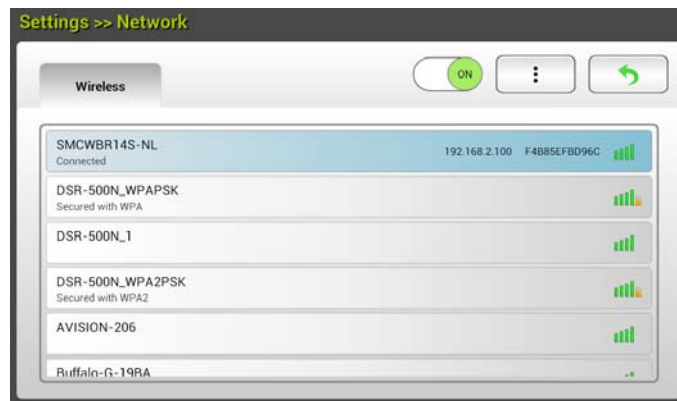 Settings >> Network
Wireless
ON
SMCWBR14S-NL
Connected
192.168.2.100 F4B85EFBD96C
DSR-500N_WPAPSK
Secured with WPA
DSR-500N_1
DSR-500N_WPA2PSK
Secured with WPA2
AVISION-206
Buffalo-G-19BA